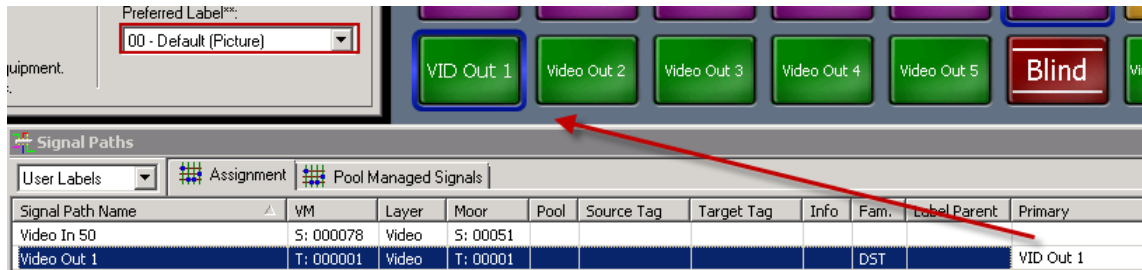 Preferred Label**:
00 - Default (Picture)
quipment.
VID Out 1
Video Out 2
Video Out 3
Video Out 4
Video Out 5
Blind
Vi
Signal Paths
User Labels
Assignment
Pool Managed Signals
Signal Path Name VM Layer Moor Pool Source Tag Target Tag Info Fam. Label Parent Primary
Video In 50 S: 000078 Video S: 00051
Video Out 1 T: 000001 Video T: 00001 DST VID Out 1